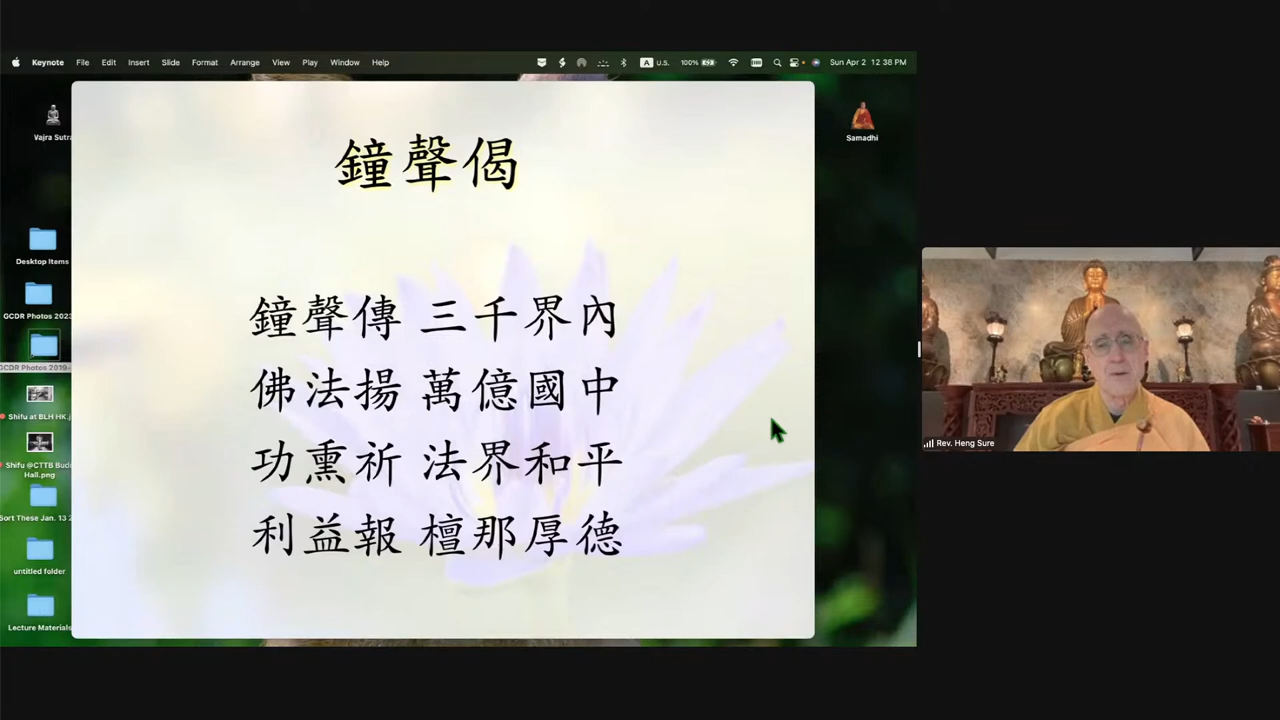 Keynote File Edit Insert Slide Format Arrange View Play Window Help A U.S. 100% Sun Apr 2 12:38 PM
Vajra Sutra
Samadhi
Desktop Items
GCDR Photos 2023
GCDR Photos 2019-
Shifu at BLH HK.j
Shifu @CTTB Budd
Hall.png
Sort These Jan. 13 2
untitled folder
Lecture Materials
鐘聲偈
鐘聲傳 三千界內
佛法揚 萬億國中
功熏祈 法界和平
利益報 檀那厚德
Rev. Heng Sure